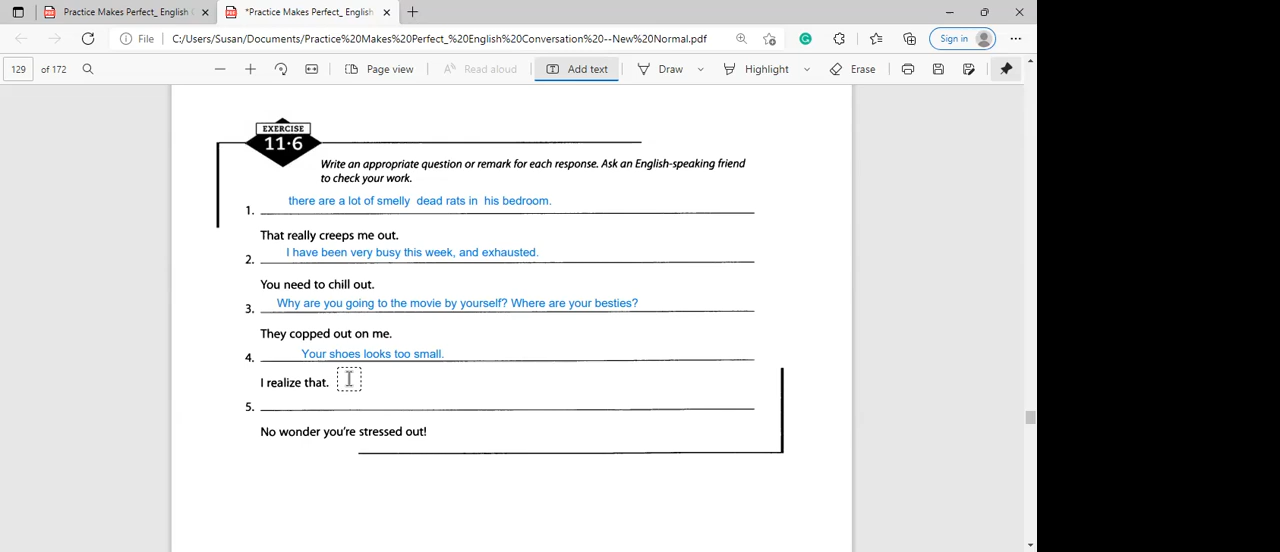 Practice Makes Perfect_ English C
*Practice Makes Perfect_ English
File C:/Users/Susan/Documents/Practice%20Makes%20Perfect_%20English%20Conversation%20--New%20Normal.pdf
Sign in
129 of 172
Page view
Read aloud
Add text
Draw
Highlight
Erase
EXERCISE
11·6
Write an appropriate question or remark for each response. Ask an English-speaking friend
to check your work.
there are a lot of smelly dead rats in his bedroom.
1.
That really creeps me out.
I have been very busy this week, and exhausted.
2.
You need to chill out.
Why are you going to the movie by yourself? Where are your besties?
3.
They copped out on me.
Your shoes looks too small.
4.
I realize that.
5.
No wonder you're stressed out!